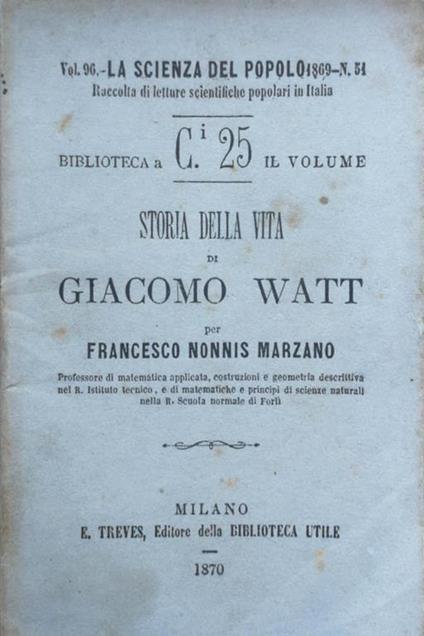 Vol. 96.-LA SCIENZA DEL POPOLO 1869-N. 51
Raccolta di letture scientifiche popolari in Italia
BIBLIOTECA a C.i 25 IL VOLUME
STORIA DELLA VITA
DI
GIACOMO WATT
per
FRANCESCO NONNIS MARZANO
Professore di matemática applicata, costruzioni e geometria descrittiva
nel R. Istituto tecnico, e di matematiche e principi di scienze naturali
nella R. Scuola normale di Forlì
MILANO
E. TREVES, Editore della BIBLIOTECA UTILE
1870